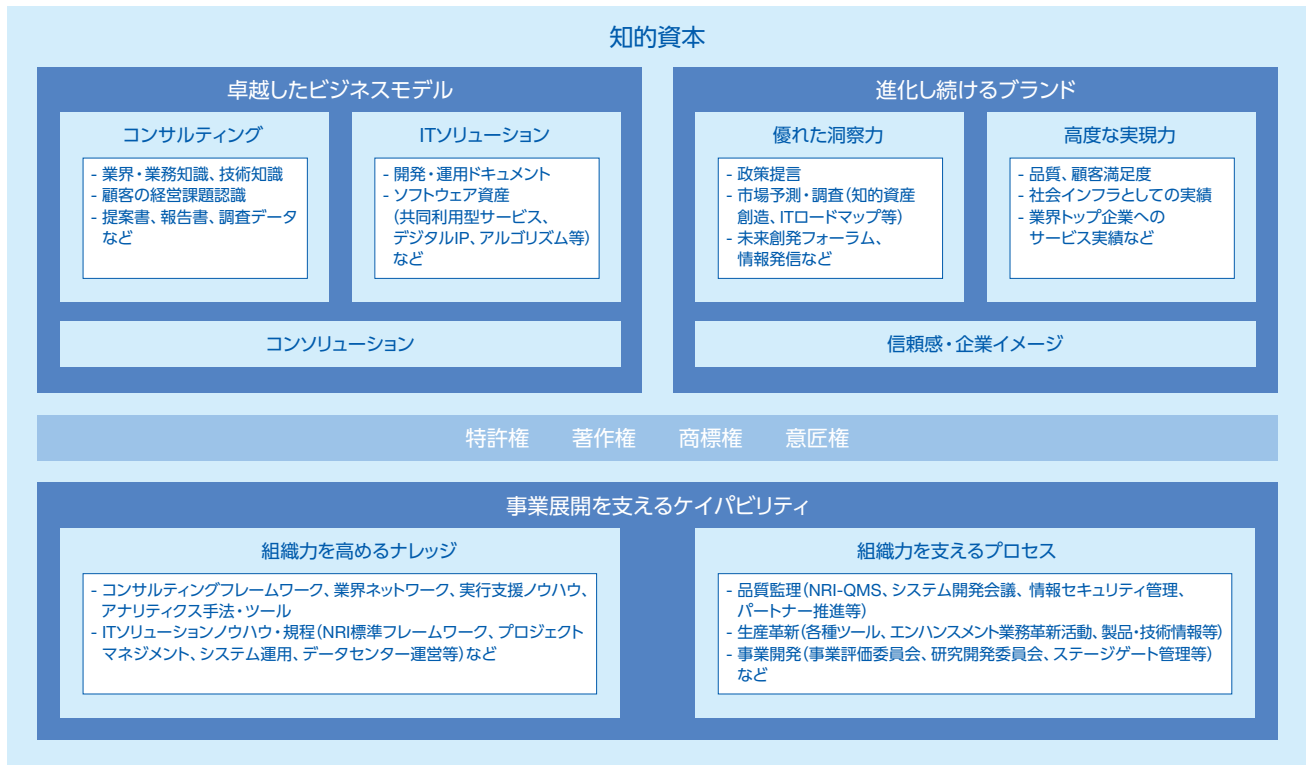 知的資本
卓越したビジネスモデル
コンサルティング
- 業界・業務知識、技術知識
- 顧客の経営課題認識
- 提案書、報告書、調査データ
など
ITソリューション
- 開発・運用ドキュメント
- ソフトウェア資産
(共同利用型サービス、
デジタルIP、アルゴリズム等)
など
コンソリューション
進化し続けるブランド
優れた洞察力
- 政策提言
- 市場予測・調査(知的資産
創造、ITロードマップ等)
- 未来創発フォーラム、
情報発信など
高度な実現力
- 品質、顧客満足度
- 社会インフラとしての実績
- 業界トップ企業への
サービス実績など
信頼感・企業イメージ
特許権 著作権 商標権 意匠権
事業展開を支えるケイパビリティ
組織力を高めるナレッジ
- コンサルティングフレームワーク、業界ネットワーク、実行支援ノウハウ、
アナリティクス手法・ツール
- ITソリューションノウハウ・規程(NRI標準フレームワーク、プロジェクト
マネジメント、システム運用、データセンター運営等)など
組織力を支えるプロセス
- 品質監理(NRI-QMS、システム開発会議、情報セキュリティ管理、
パートナー推進等)
- 生産革新(各種ツール、エンハンスメント業務革新活動、製品・技術情報等)
- 事業開発(事業評価委員会、研究開発委員会、ステージゲート管理等)
など